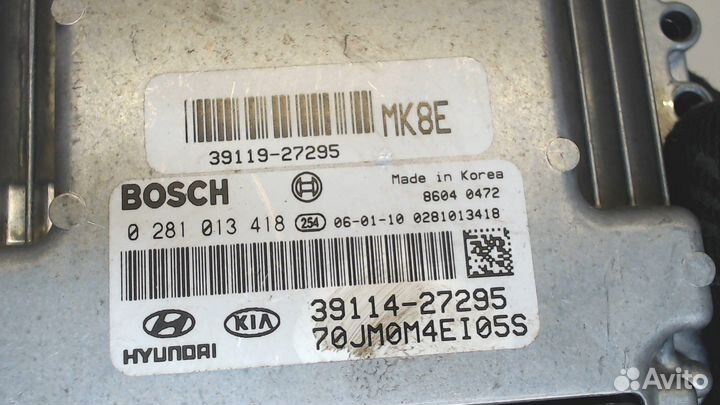 MK8E
39119-27295
BOSCH
Made in Korea
8604 0472
0 281 013 418 254 06-01-10 0281013418
HYUNDAI KIA
39114-27295
70JM0M4EI05S
Avito